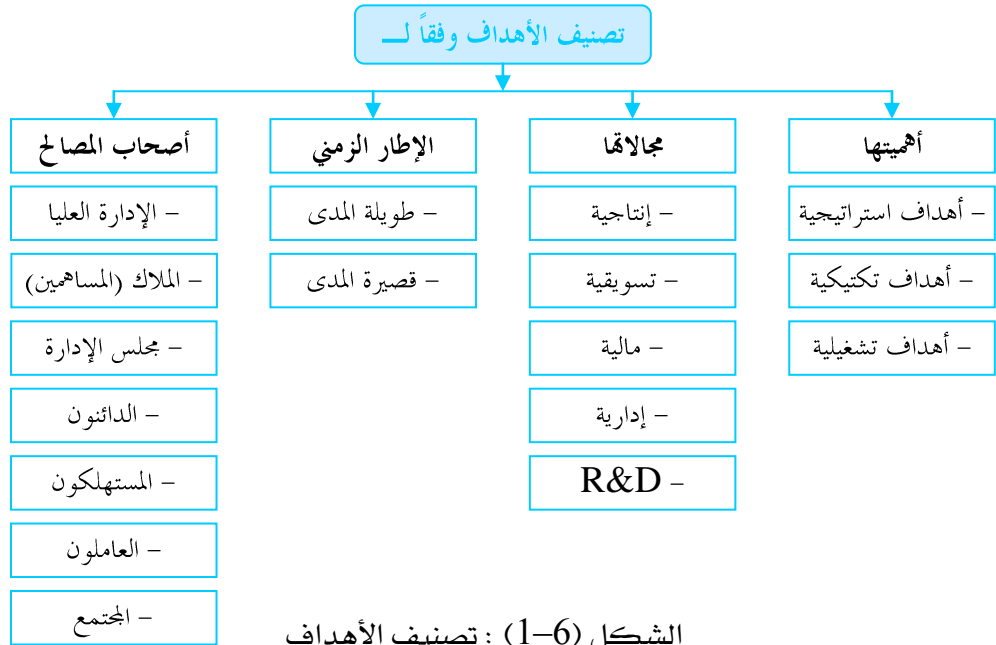 تصنيف الأهداف وفقاً لــ
أهميتها
– أهداف استراتيجية
– أهداف تكتيكية
– أهداف تشغيلية
مجالاتها
– إنتاجية
– تسويقية
– مالية
– إدارية
– R&D
الإطار الزمني
– طويلة المدى
– قصيرة المدى
أصحاب المصالح
– الإدارة العليا
– الملاك (المساهمين)
– مجلس الإدارة
– الدائنون
– المستهلكون
– العاملون
– المجتمع
الشكل (6–1) : تصنيف الأهداف